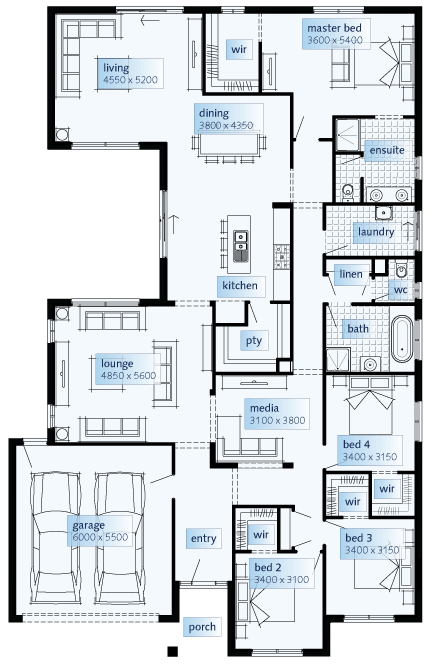 wir
master bed
3600 x 5400
living
4550 x 5200
dining
3800 x 4350
ensuite
laundry
linen
kitchen
wc
bath
pty
lounge
4850 x 5600
media
3100 x 3800
bed 4
3400 x 3150
wir
wir
garage
6000 x 5500
entry
wir
bed 3
3400 x 3150
bed 2
3400 x 3100
porch